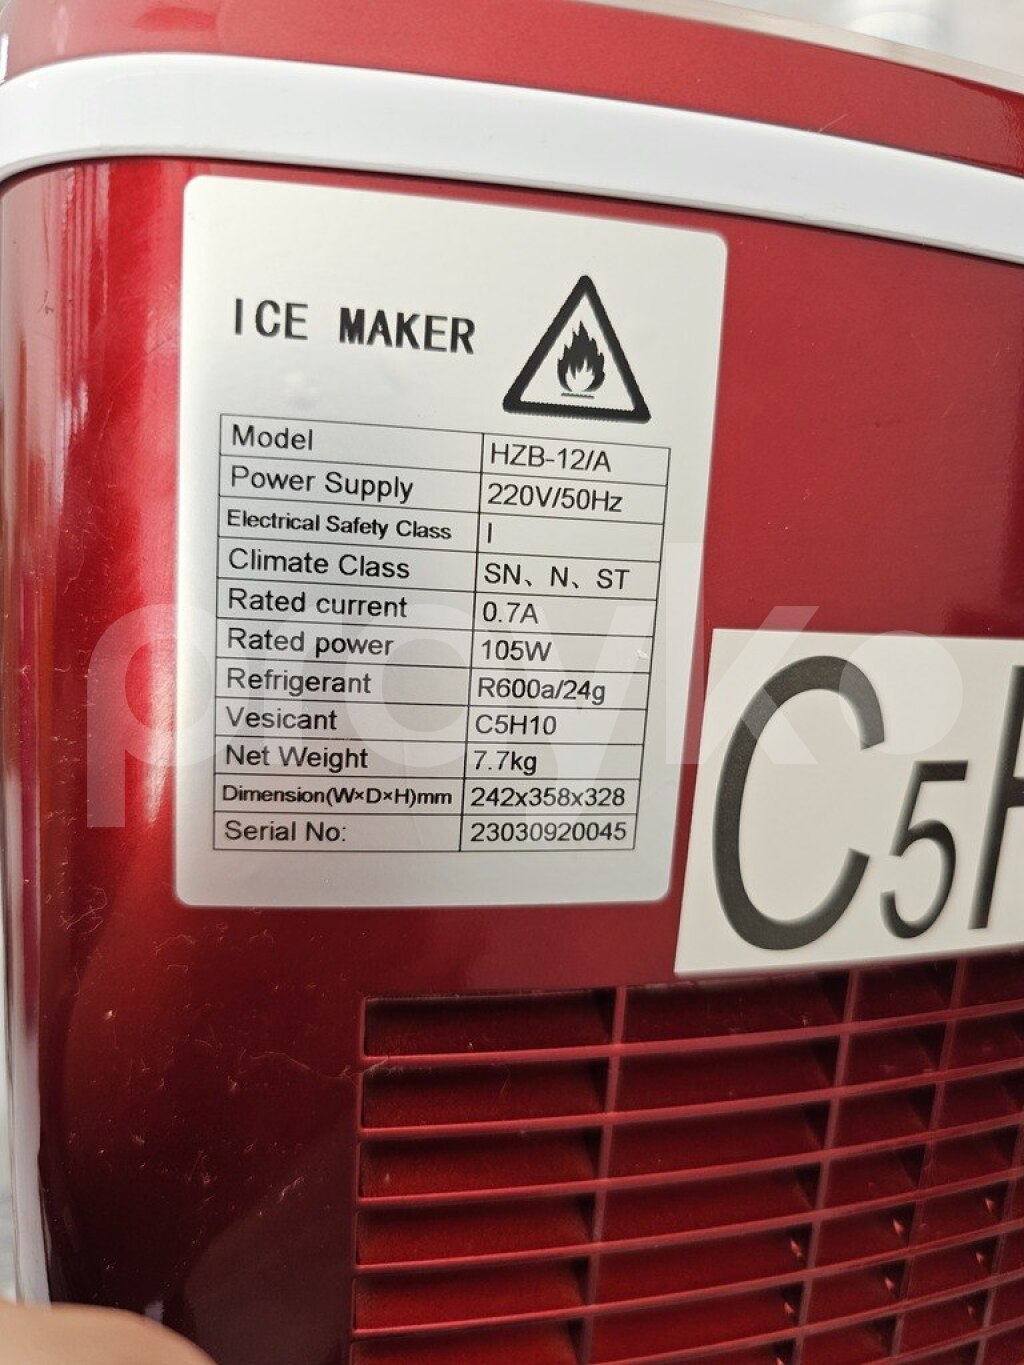 ICE MAKER
Model HZB-12/A
Power Supply 220V/50Hz
Electrical Safety Class I
Climate Class SN、N、ST
Rated current 0.7A
Rated power 105W
Refrigerant R600a/24g
Vesicant C5H10
Net Weight 7.7kg
Dimension(W×D×H)mm 242x358x328
Serial No: 23030920045
C5H
ployko